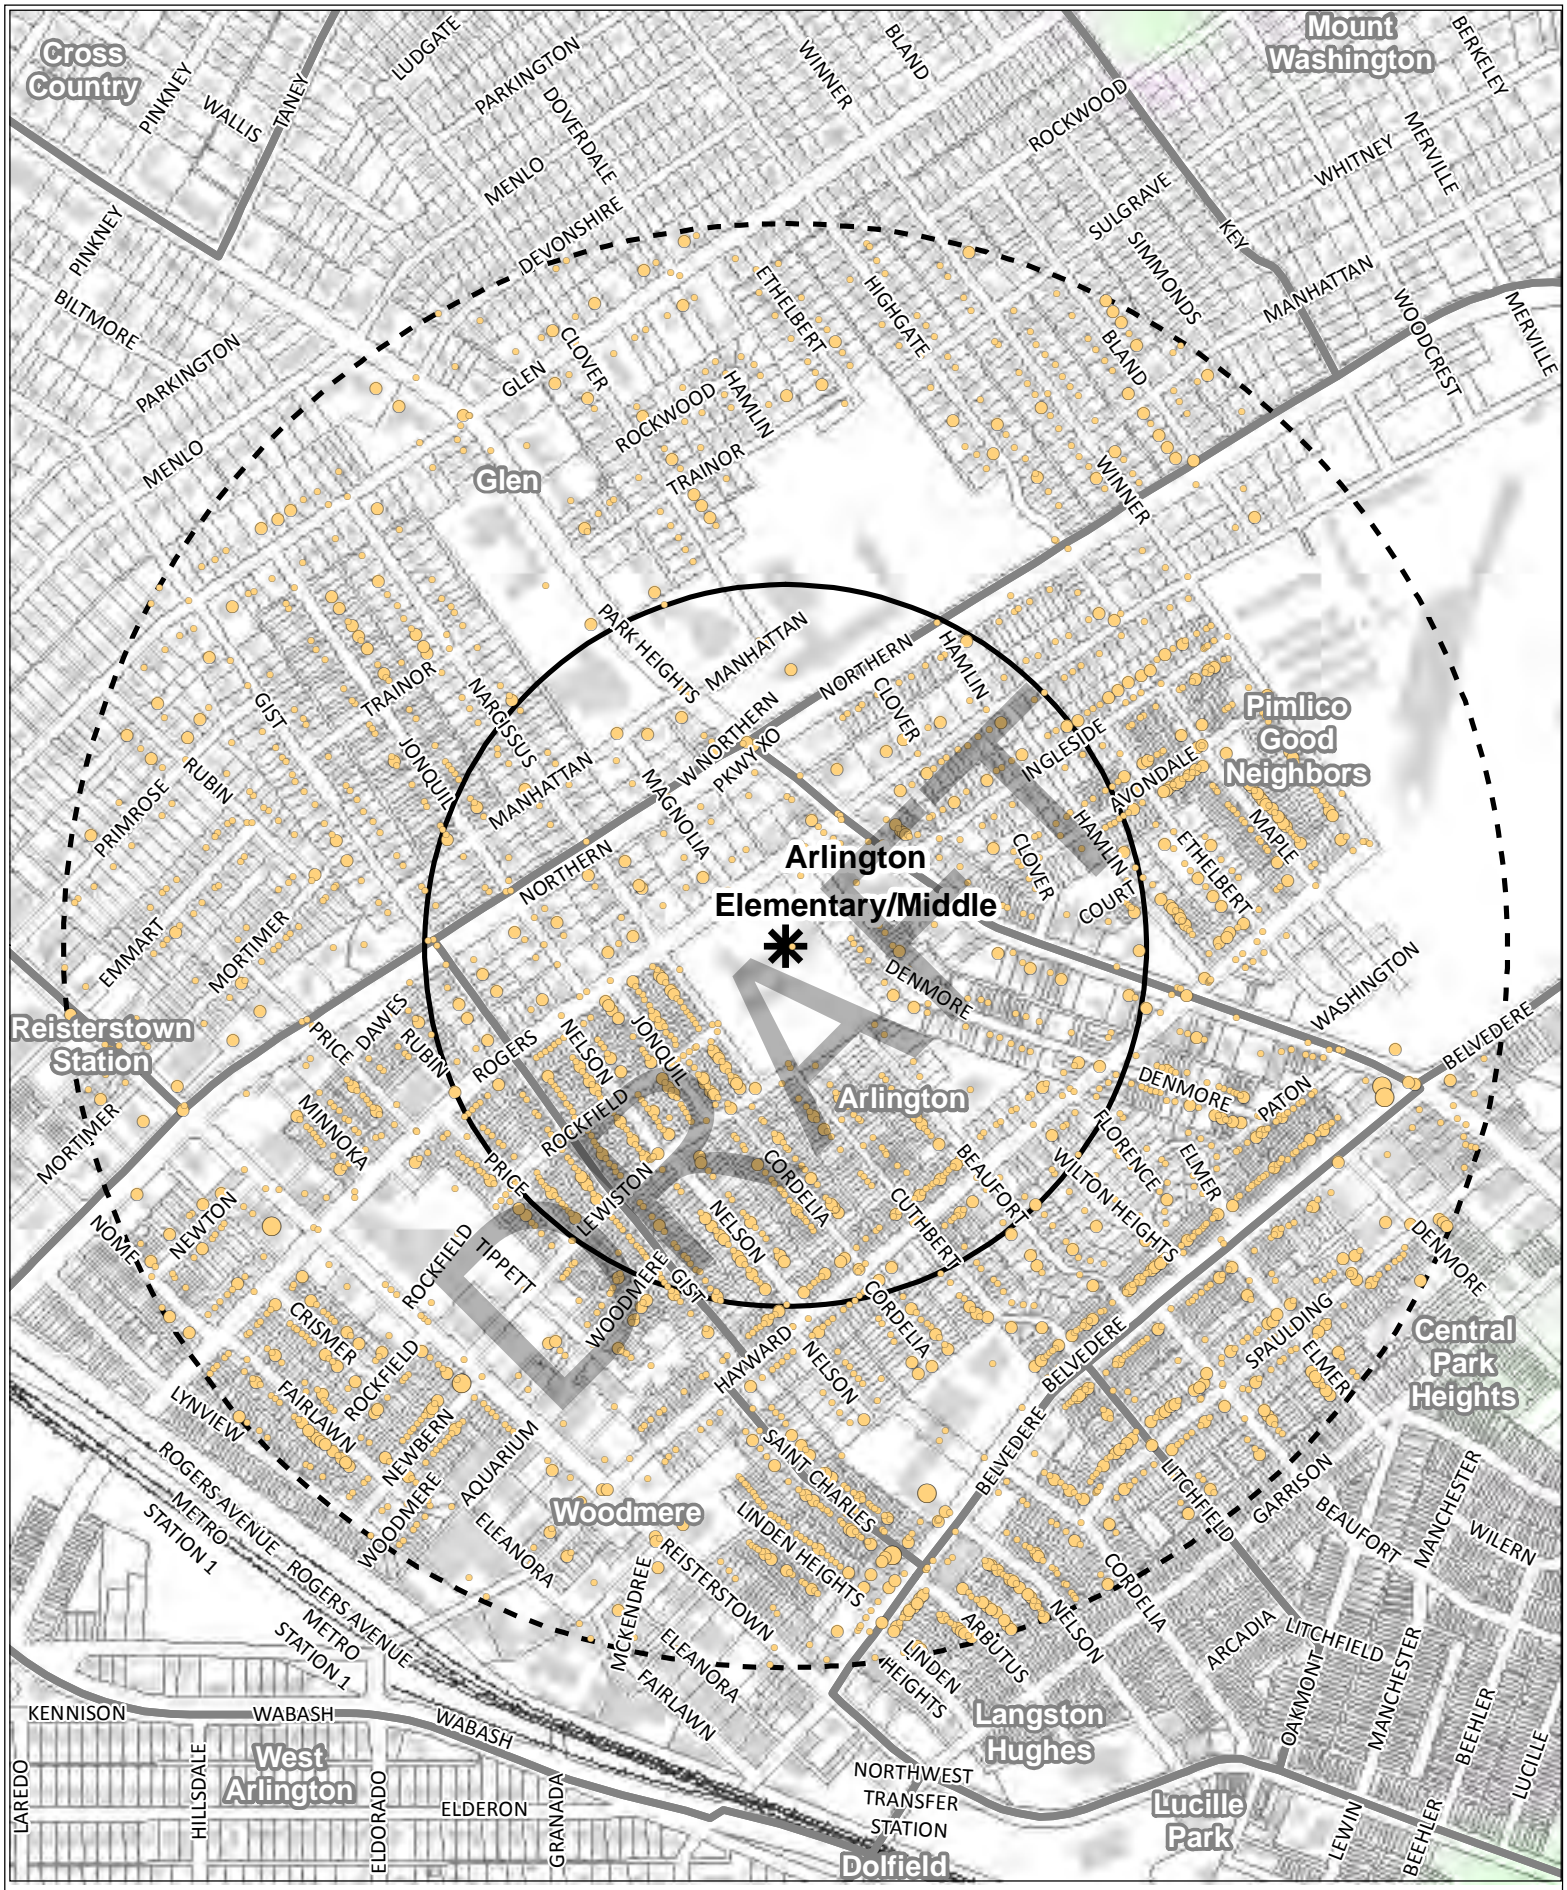 Cross
Country
PINKNEY
WALLIS
TANEY
LUDGATE
PARKINGTON
DOVERDALE
MENLO
DEVONSHIRE
WINNER
BLAND
ROCKWOOD
Mount
Washington
BERKELEY
MERVILLE
WHITNEY
SULGRAVE
SIMMONDS
KEY
MANHATTAN
WOODCREST
MERVILLE
PINKNEY
BILTMORE
PARKINGTON
MENLO
ETHELBERT
HIGHGATE
BLAND
CLOVER
GLEN
ROCKWOOD
HAMLIN
TRAINOR
Glen
WINNER
PARK HEIGHTS
MANHATTAN
NORTHERN
HAMLIN
CLOVER
W NORTHERN
PKWY XO
INGLESIDE
AVONDALE
Pimlico
Good
Neighbors
MAPLE
ETHELBERT
HAMLIN
COURT
CLOVER
GIST
TRAINOR
NARCISSUS
JONQUIL
MANHATTAN
MAGNOLIA
RUBIN
PRIMROSE
NORTHERN
Arlington
Elementary/Middle
EMMART
MORTIMER
DENMORE
WASHINGTON
BELVEDERE
Reisterstown
Station
PRICE
DAWES
RUBIN
ROGERS
NELSON
JONQUIL
ROCKFIELD
Arlington
DENMORE
PATON
FLORENCE
ELMER
MORTIMER
MINNOKA
PRICE
LEWISTON
CORDELIA
NELSON
BEAUFORT
CUTHBERT
WILTON HEIGHTS
NOME
NEWTON
ROCKFIELD
TIPPETT
WOODMERE
GIST
CORDELIA
DENMORE
HAYWARD
NELSON
BELVEDERE
SPAULDING
ELMER
Central
Park
Heights
CRISMER
ROCKFIELD
FAIRLAWN
LYNVIEW
NEWBERN
WOODMERE
AQUARIUM
Woodmere
SAINT CHARLES
LINDEN HEIGHTS
BELVEDERE
LITCHFIELD
GARRISON
BEAUFORT
MANCHESTER
WILERN
ROGERS AVENUE
METRO
STATION 1
ELEANORA
MCKENDREE
REISTERSTOWN
CORDELIA
NELSON
ARBUTUS
LINDEN
HEIGHTS
ARCADIA
LITCHFIELD
ROGERS AVENUE
METRO
STATION 1
ELEANORA
FAIRLAWN
OAKMONT
MANCHESTER
BEEHLER
LUCILLE
KENNISON
WABASH
WABASH
West
Arlington
LAREDO
HILLSDALE
ELDORADO
ELDERON
GRANADA
Langston
Hughes
NORTHWEST
TRANSFER
STATION
Dolfield
Lucille
Park
LEWIN
BEEHLER
DRAFT